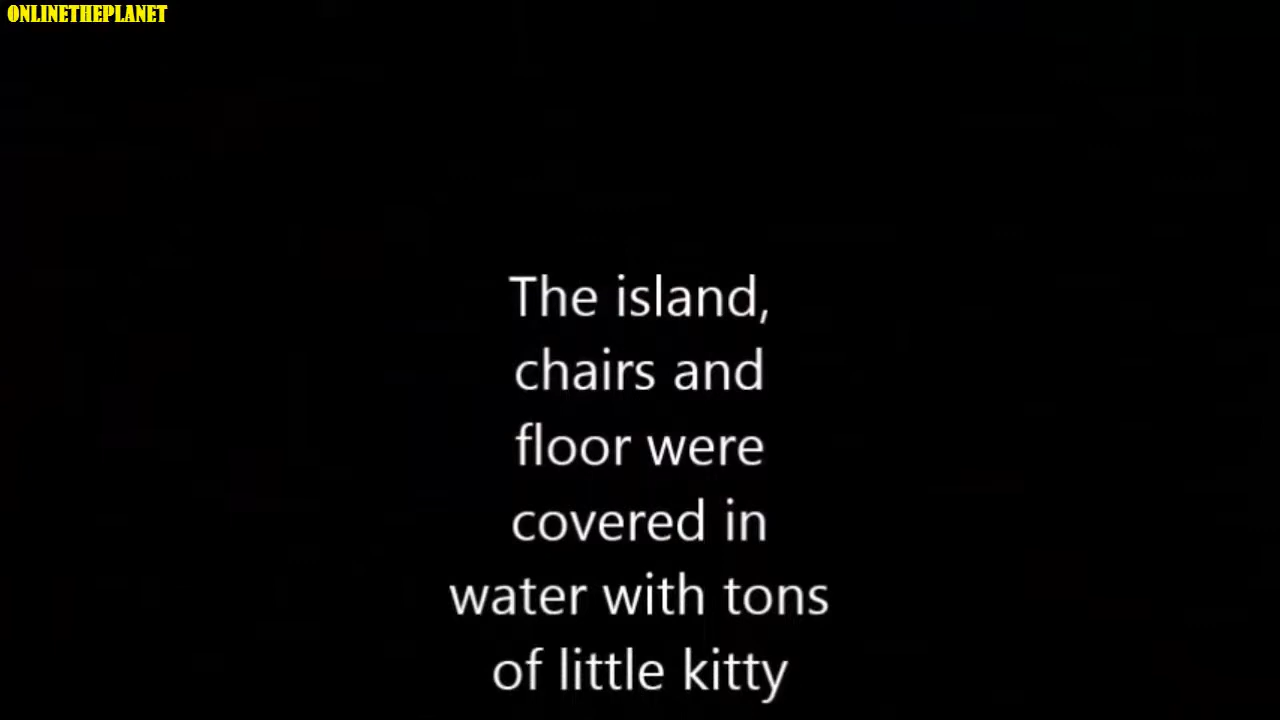 ONLINETHEPLANET
The island,
chairs and
floor were
covered in
water with tons
of little kitty